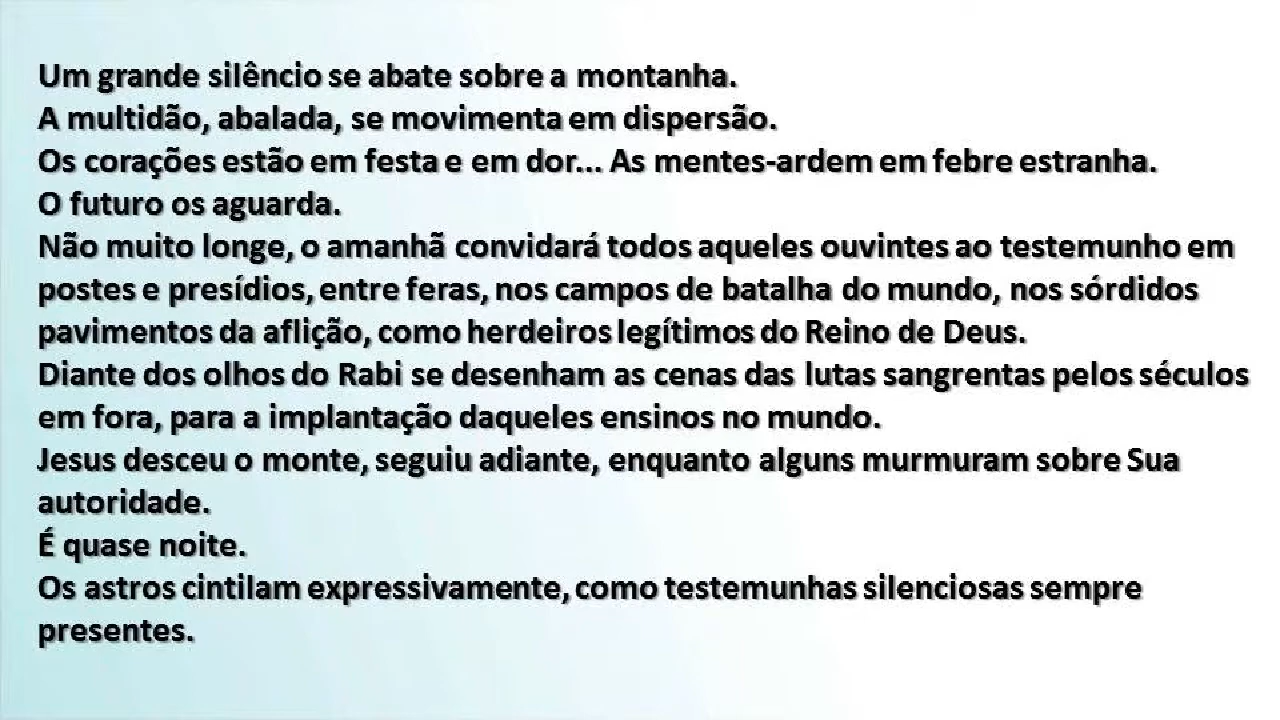 Um grande silêncio se abate sobre a montanha.
A multidão, abalada, se movimenta em dispersão.
Os corações estão em festa e em dor... As mentes-ardem em febre estranha.
O futuro os aguarda.
Não muito longe, o amanhã convidará todos aqueles ouvintes ao testemunho em
postes e presídios, entre feras, nos campos de batalha do mundo, nos sórdidos
pavimentos da aflição, como herdeiros legítimos do Reino de Deus.
Diante dos olhos do Rabi se desenham as cenas das lutas sangrentas pelos séculos
em fora, para a implantação daqueles ensinos no mundo.
Jesus desceu o monte, seguiu adiante, enquanto alguns murmuram sobre Sua
autoridade.
É quase noite.
Os astros cintilam expressivamente, como testemunhas silenciosas sempre
presentes.